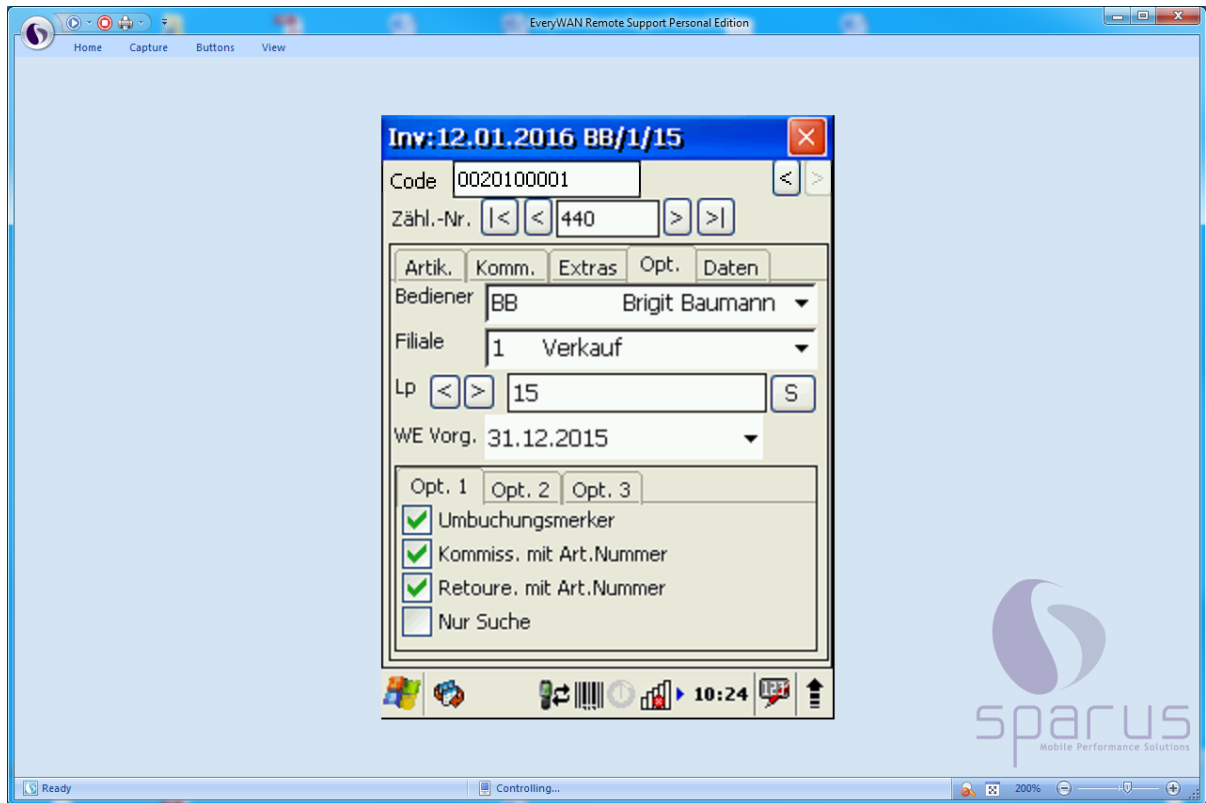 EveryWAN Remote Support Personal Edition
Home Capture Buttons View
Inv:12.01.2016 BB/1/15
Code 0020100001 < >
Zähl.-Nr. |< < 440 > >|
Artik. Komm. Extras Opt. Daten
Bediener BB Brigit Baumann
Filiale 1 Verkauf
Lp < > 15 S
WE Vorg. 31.12.2015
Opt. 1 Opt. 2 Opt. 3
Umbuchungsmerker
Kommiss. mit Art.Nummer
Retoure. mit Art.Nummer
Nur Suche
10:24 123
sparus
Mobile Performance Solutions
Ready Controlling... 200%